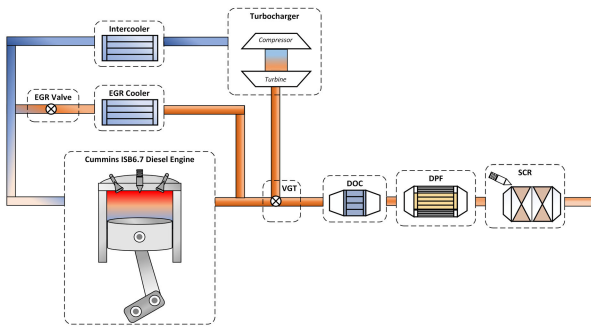 Turbocharger
Intercooler
Compressor
Turbine
EGR Valve
EGR Cooler
Cummins ISB6.7 Diesel Engine
VGT
DOC
DPF
SCR